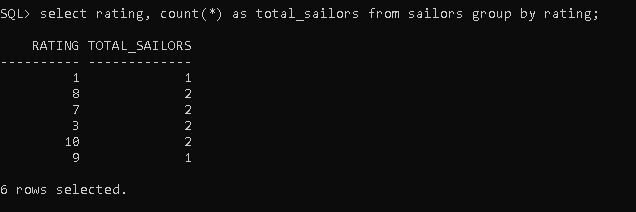 SQL> select rating, count(*) as total_sailors from sailors group by rating;
    RATING TOTAL_SAILORS
---------- -------------
         1             1
         8             2
         7             2
         3             2
        10             2
         9             1
6 rows selected.